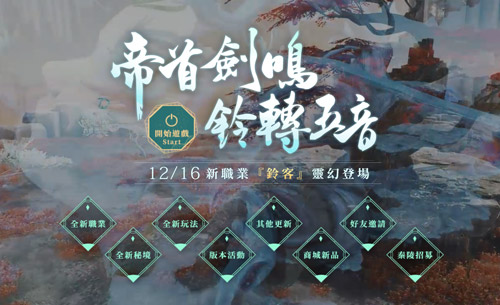 帝首劍鳴
鈴轉五音
開始遊戲
Start
12/16 新職業『鈴客』靈幻登場
全新職業
全新玩法
其他更新
好友邀請
全新秘境
版本活動
商城新品
秦陵招募